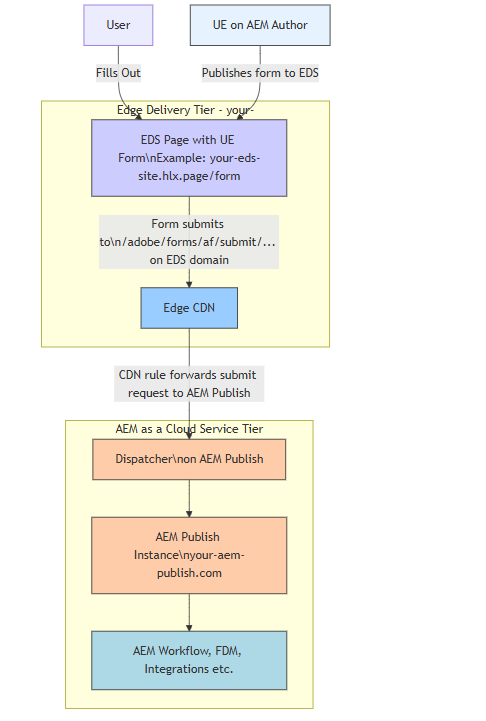 User
UE on AEM Author
Fills Out
Publishes form to EDS
Edge Delivery Tier - your-
EDS Page with UE
Form\nExample: your-eds-
site.hlx.page/form
Form submits
to\n/adobe/forms/af/submit/...
on EDS domain
Edge CDN
CDN rule forwards submit
request to AEM Publish
AEM as a Cloud Service Tier
Dispatcher\non AEM Publish
AEM Publish
Instance\nyour-aem-
publish.com
AEM Workflow, FDM,
Integrations etc.